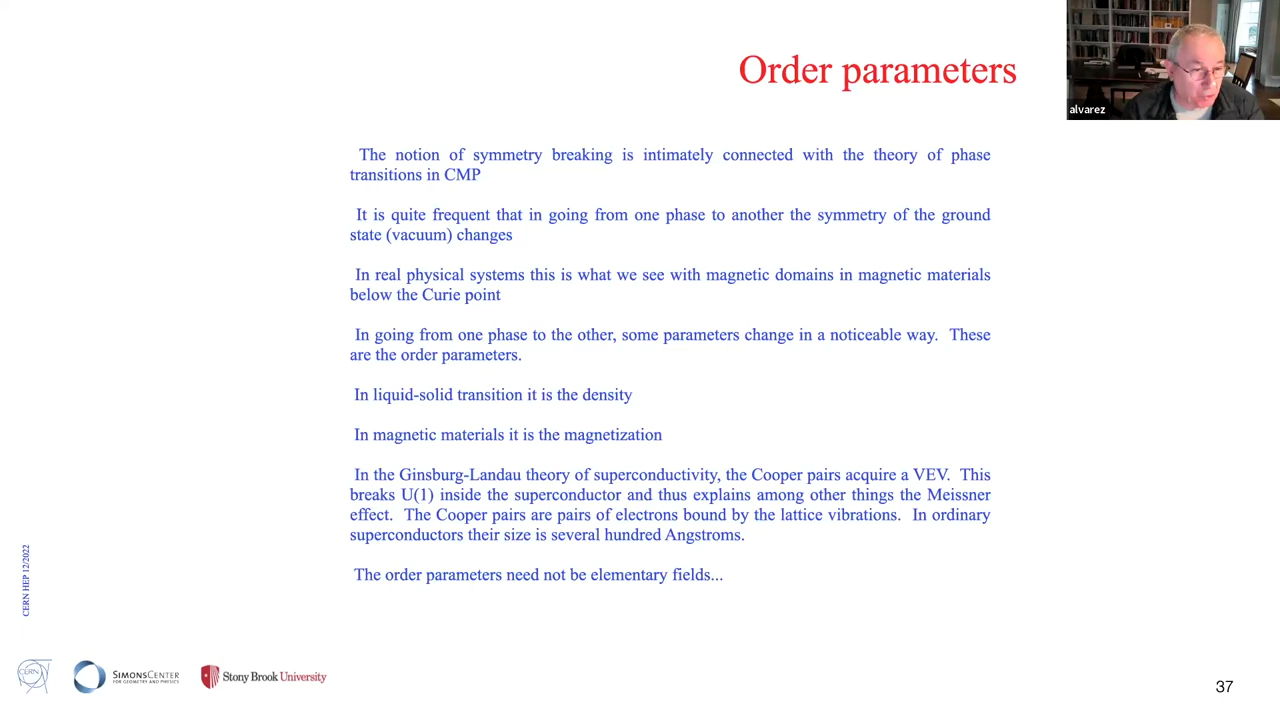 Order parameters
alvarez
The notion of symmetry breaking is intimately connected with the theory of phase
transitions in CMP
It is quite frequent that in going from one phase to another the symmetry of the ground
state (vacuum) changes
In real physical systems this is what we see with magnetic domains in magnetic materials
below the Curie point
In going from one phase to the other, some parameters change in a noticeable way. These
are the order parameters.
In liquid-solid transition it is the density
In magnetic materials it is the magnetization
In the Ginsburg-Landau theory of superconductivity, the Cooper pairs acquire a VEV. This
breaks U(1) inside the superconductor and thus explains among other things the Meissner
effect. The Cooper pairs are pairs of electrons bound by the lattice vibrations. In ordinary
superconductors their size is several hundred Angstroms.
The order parameters need not be elementary fields...
CERN HEP 12/2022
CERN
SIMONS CENTER
FOR GEOMETRY AND PHYSICS
Stony Brook University
37